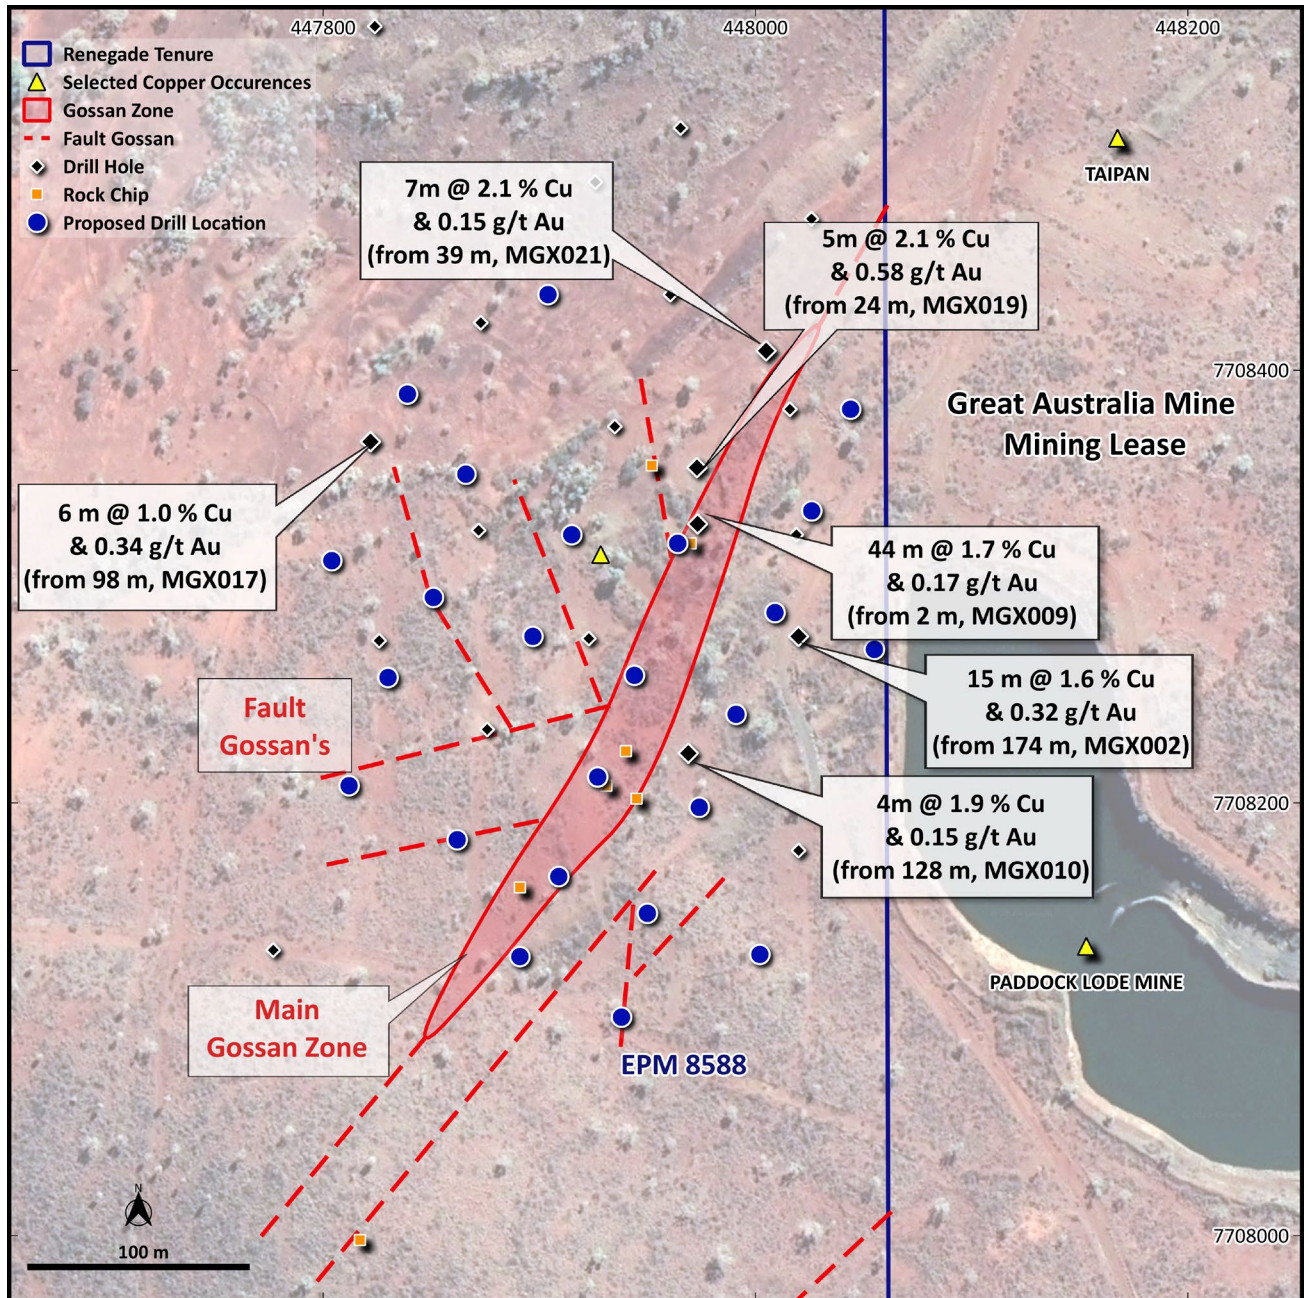 447800
448000
448200
Renegade Tenure
Selected Copper Occurences
Gossan Zone
Fault Gossan
Drill Hole
Rock Chip
Proposed Drill Location
TAIPAN
7m @ 2.1 % Cu
& 0.15 g/t Au
(from 39 m, MGX021)
5m @ 2.1 % Cu
& 0.58 g/t Au
(from 24 m, MGX019)
7708400
Great Australia Mine
Mining Lease
6 m @ 1.0 % Cu
& 0.34 g/t Au
(from 98 m, MGX017)
44 m @ 1.7 % Cu
& 0.17 g/t Au
(from 2 m, MGX009)
15 m @ 1.6 % Cu
& 0.32 g/t Au
(from 174 m, MGX002)
Fault
Gossan's
7708200
4m @ 1.9 % Cu
& 0.15 g/t Au
(from 128 m, MGX010)
PADDOCK LODE MINE
Main
Gossan Zone
EPM 8588
N
100 m
7708000